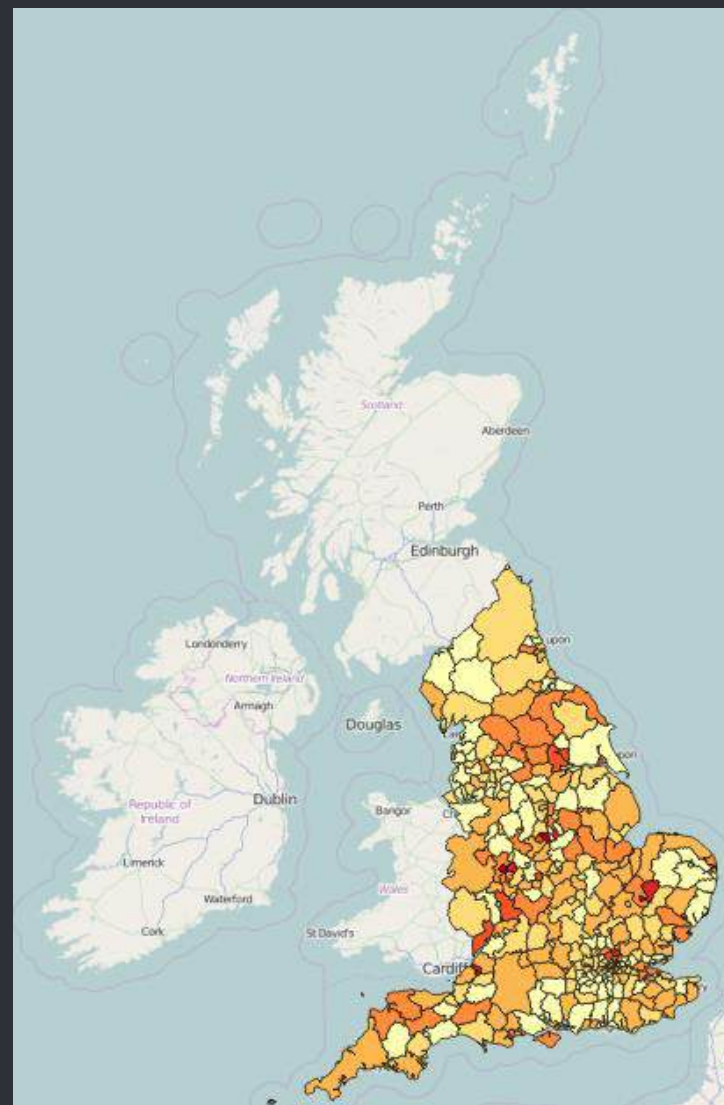 Scotland
Aberdeen
Perth
Edinburgh
Londonderry
upon
Northern Ireland
Armagh
Douglas
Dublin
Bangor
Republic of
Ireland
Limerick
Wales
Waterford
Cork
St David's
Cardiff